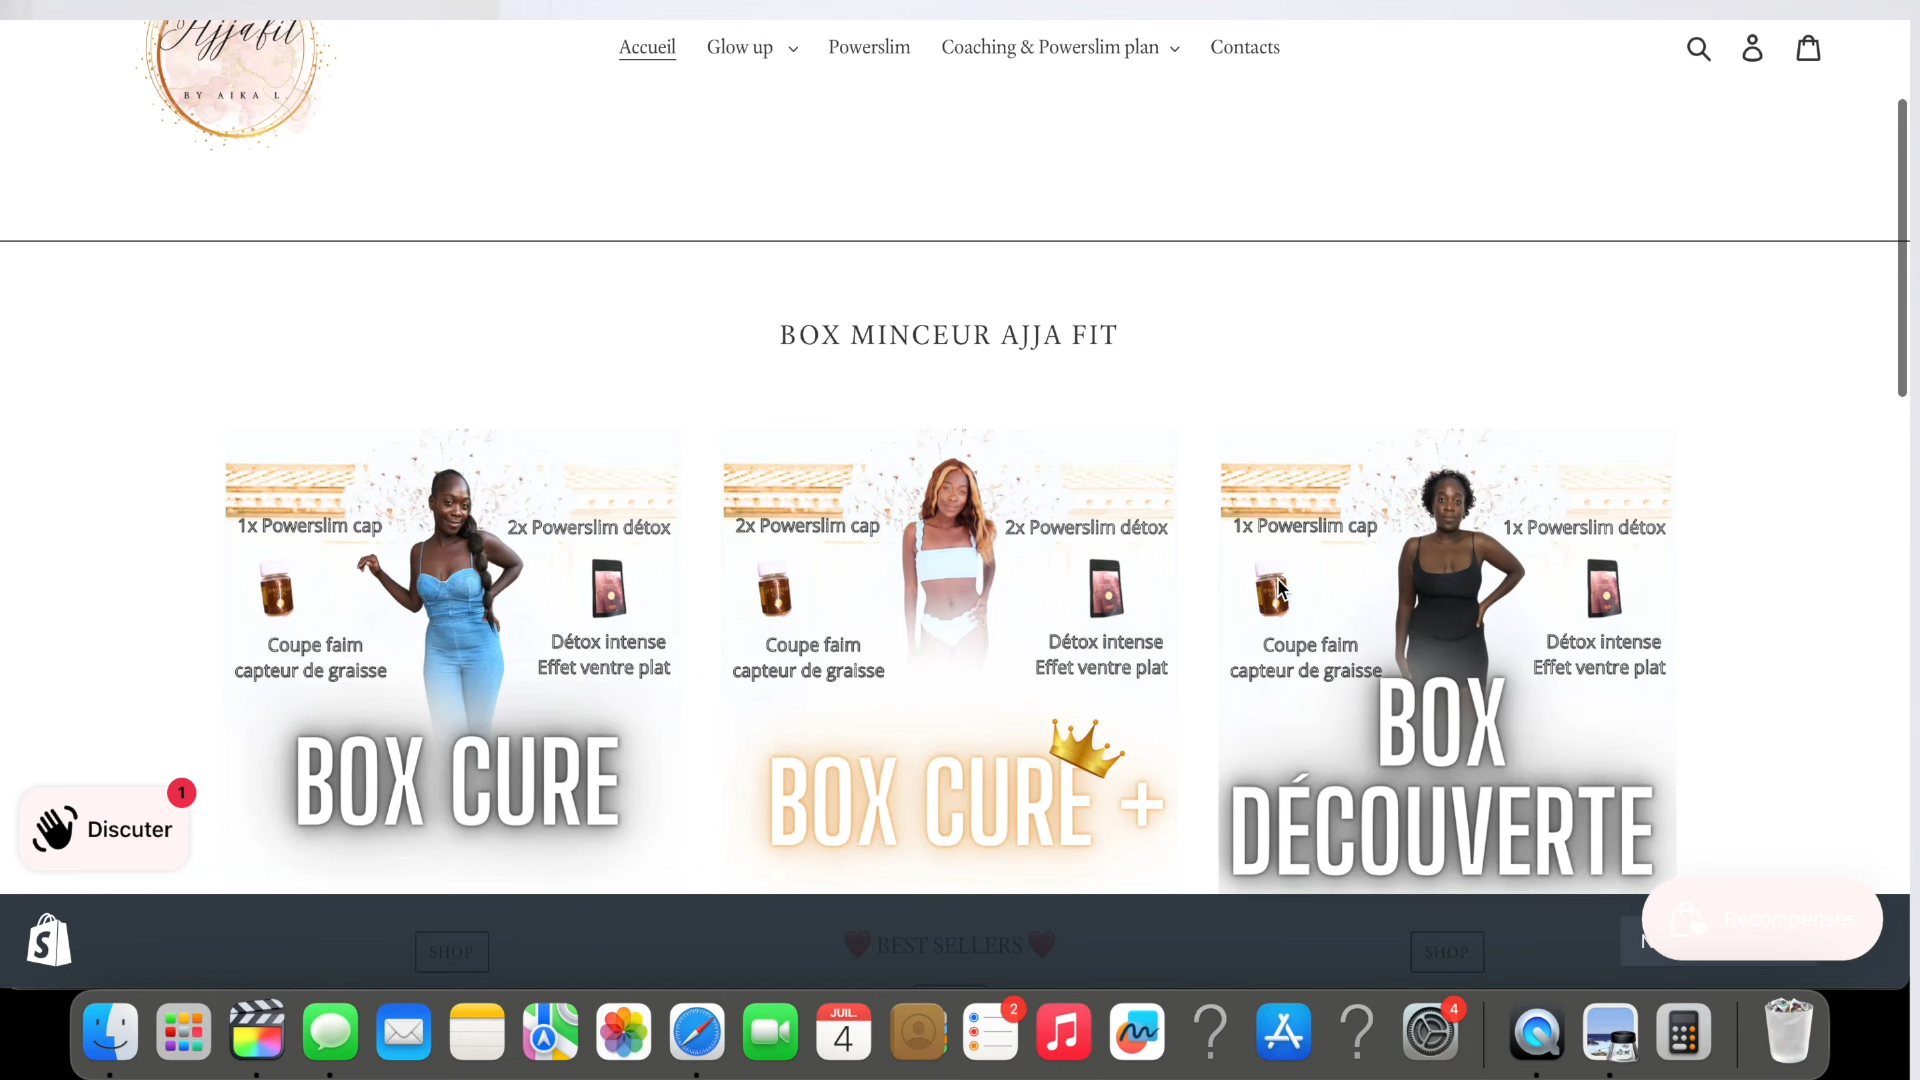 Ajjafit
BY AIKA L.
Accueil
Glow up
Powerslim
Coaching & Powerslim plan
Contacts
BOX MINCEUR AJJA FIT
1x Powerslim cap
2x Powerslim détox
Coupe faim
capteur de graisse
Détox intense
Effet ventre plat
BOX CURE
2x Powerslim cap
2x Powerslim détox
Coupe faim
capteur de graisse
Détox intense
Effet ventre plat
BOX CURE +
1x Powerslim cap
1x Powerslim détox
Coupe faim
capteur de graisse
Détox intense
Effet ventre plat
BOX
DÉCOUVERTE
1
Discuter
SHOP
❤️ BEST SELLERS ❤️
SHOP
Récompenses
JUIL.
4
2
4